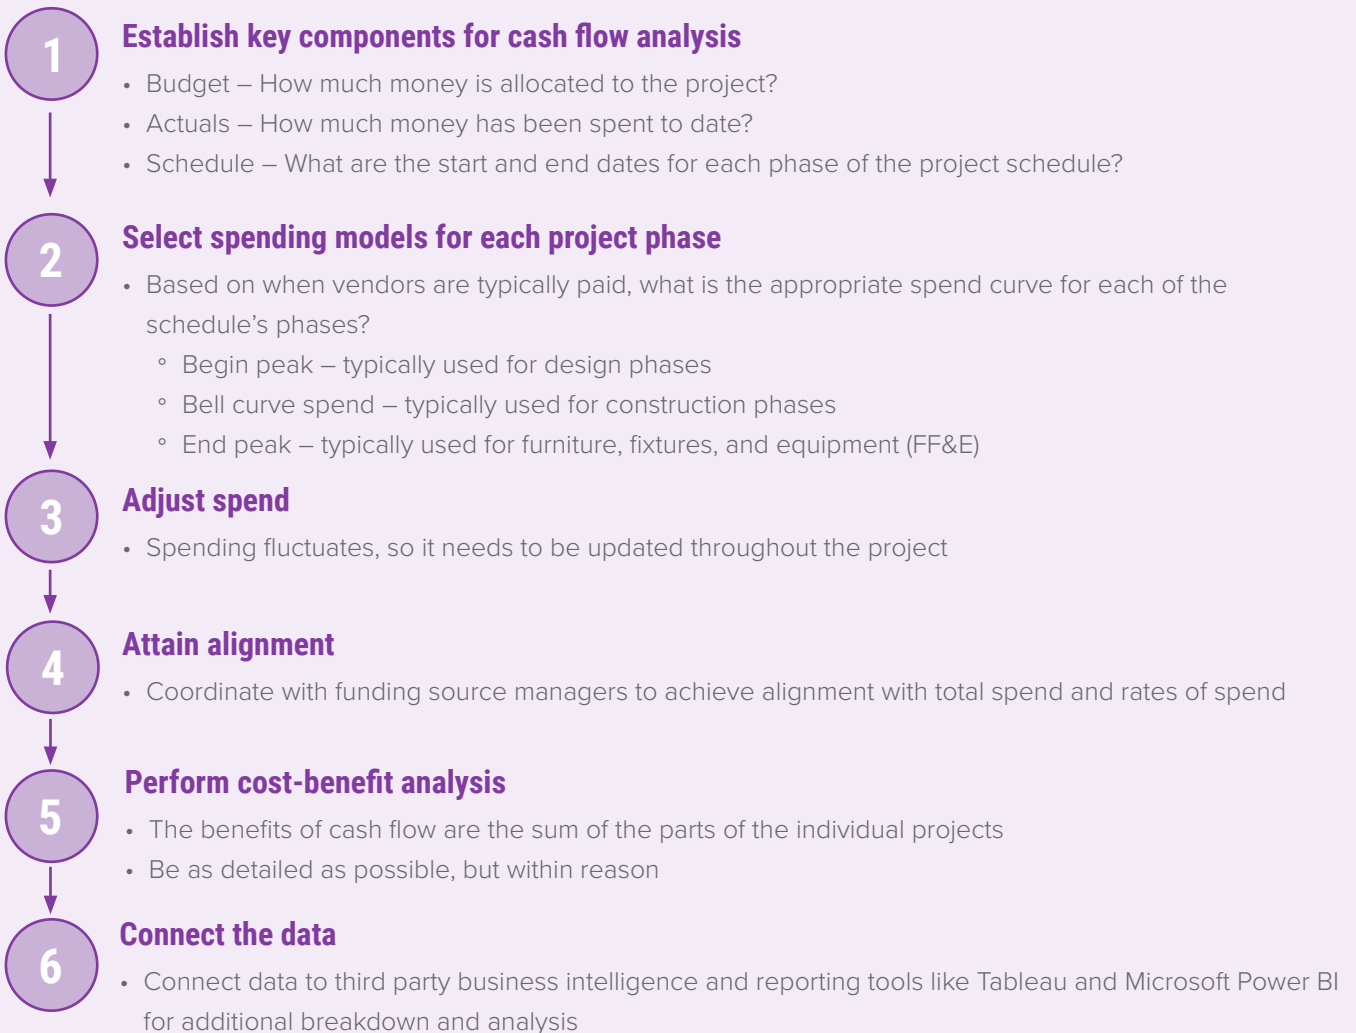 1
Establish key components for cash flow analysis
• Budget – How much money is allocated to the project?
• Actuals – How much money has been spent to date?
• Schedule – What are the start and end dates for each phase of the project schedule?
2
Select spending models for each project phase
• Based on when vendors are typically paid, what is the appropriate spend curve for each of the
schedule’s phases?
° Begin peak – typically used for design phases
° Bell curve spend – typically used for construction phases
° End peak – typically used for furniture, fixtures, and equipment (FF&E)
3
Adjust spend
• Spending fluctuates, so it needs to be updated throughout the project
4
Attain alignment
• Coordinate with funding source managers to achieve alignment with total spend and rates of spend
5
Perform cost-benefit analysis
• The benefits of cash flow are the sum of the parts of the individual projects
• Be as detailed as possible, but within reason
6
Connect the data
• Connect data to third party business intelligence and reporting tools like Tableau and Microsoft Power BI
for additional breakdown and analysis